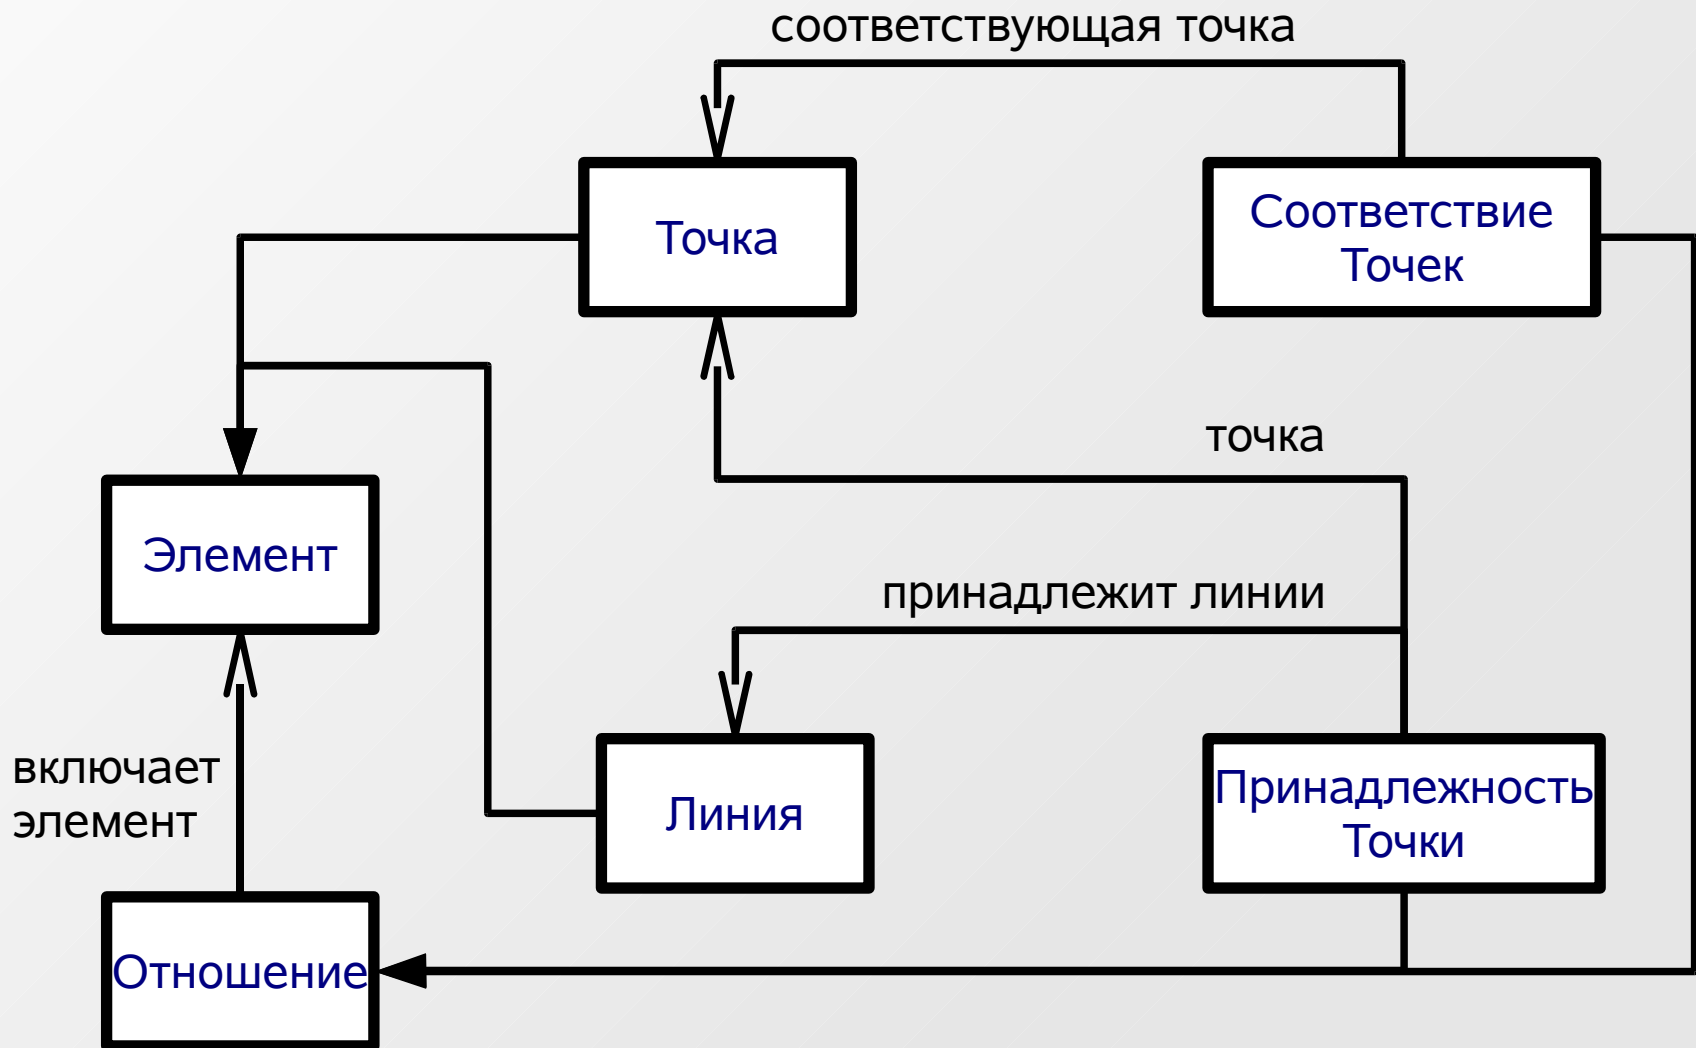 соответствующая точка
Точка
Соответствие
Точек
точка
Элемент
принадлежит линии
включает
элемент
Линия
Принадлежность
Точки
Отношение